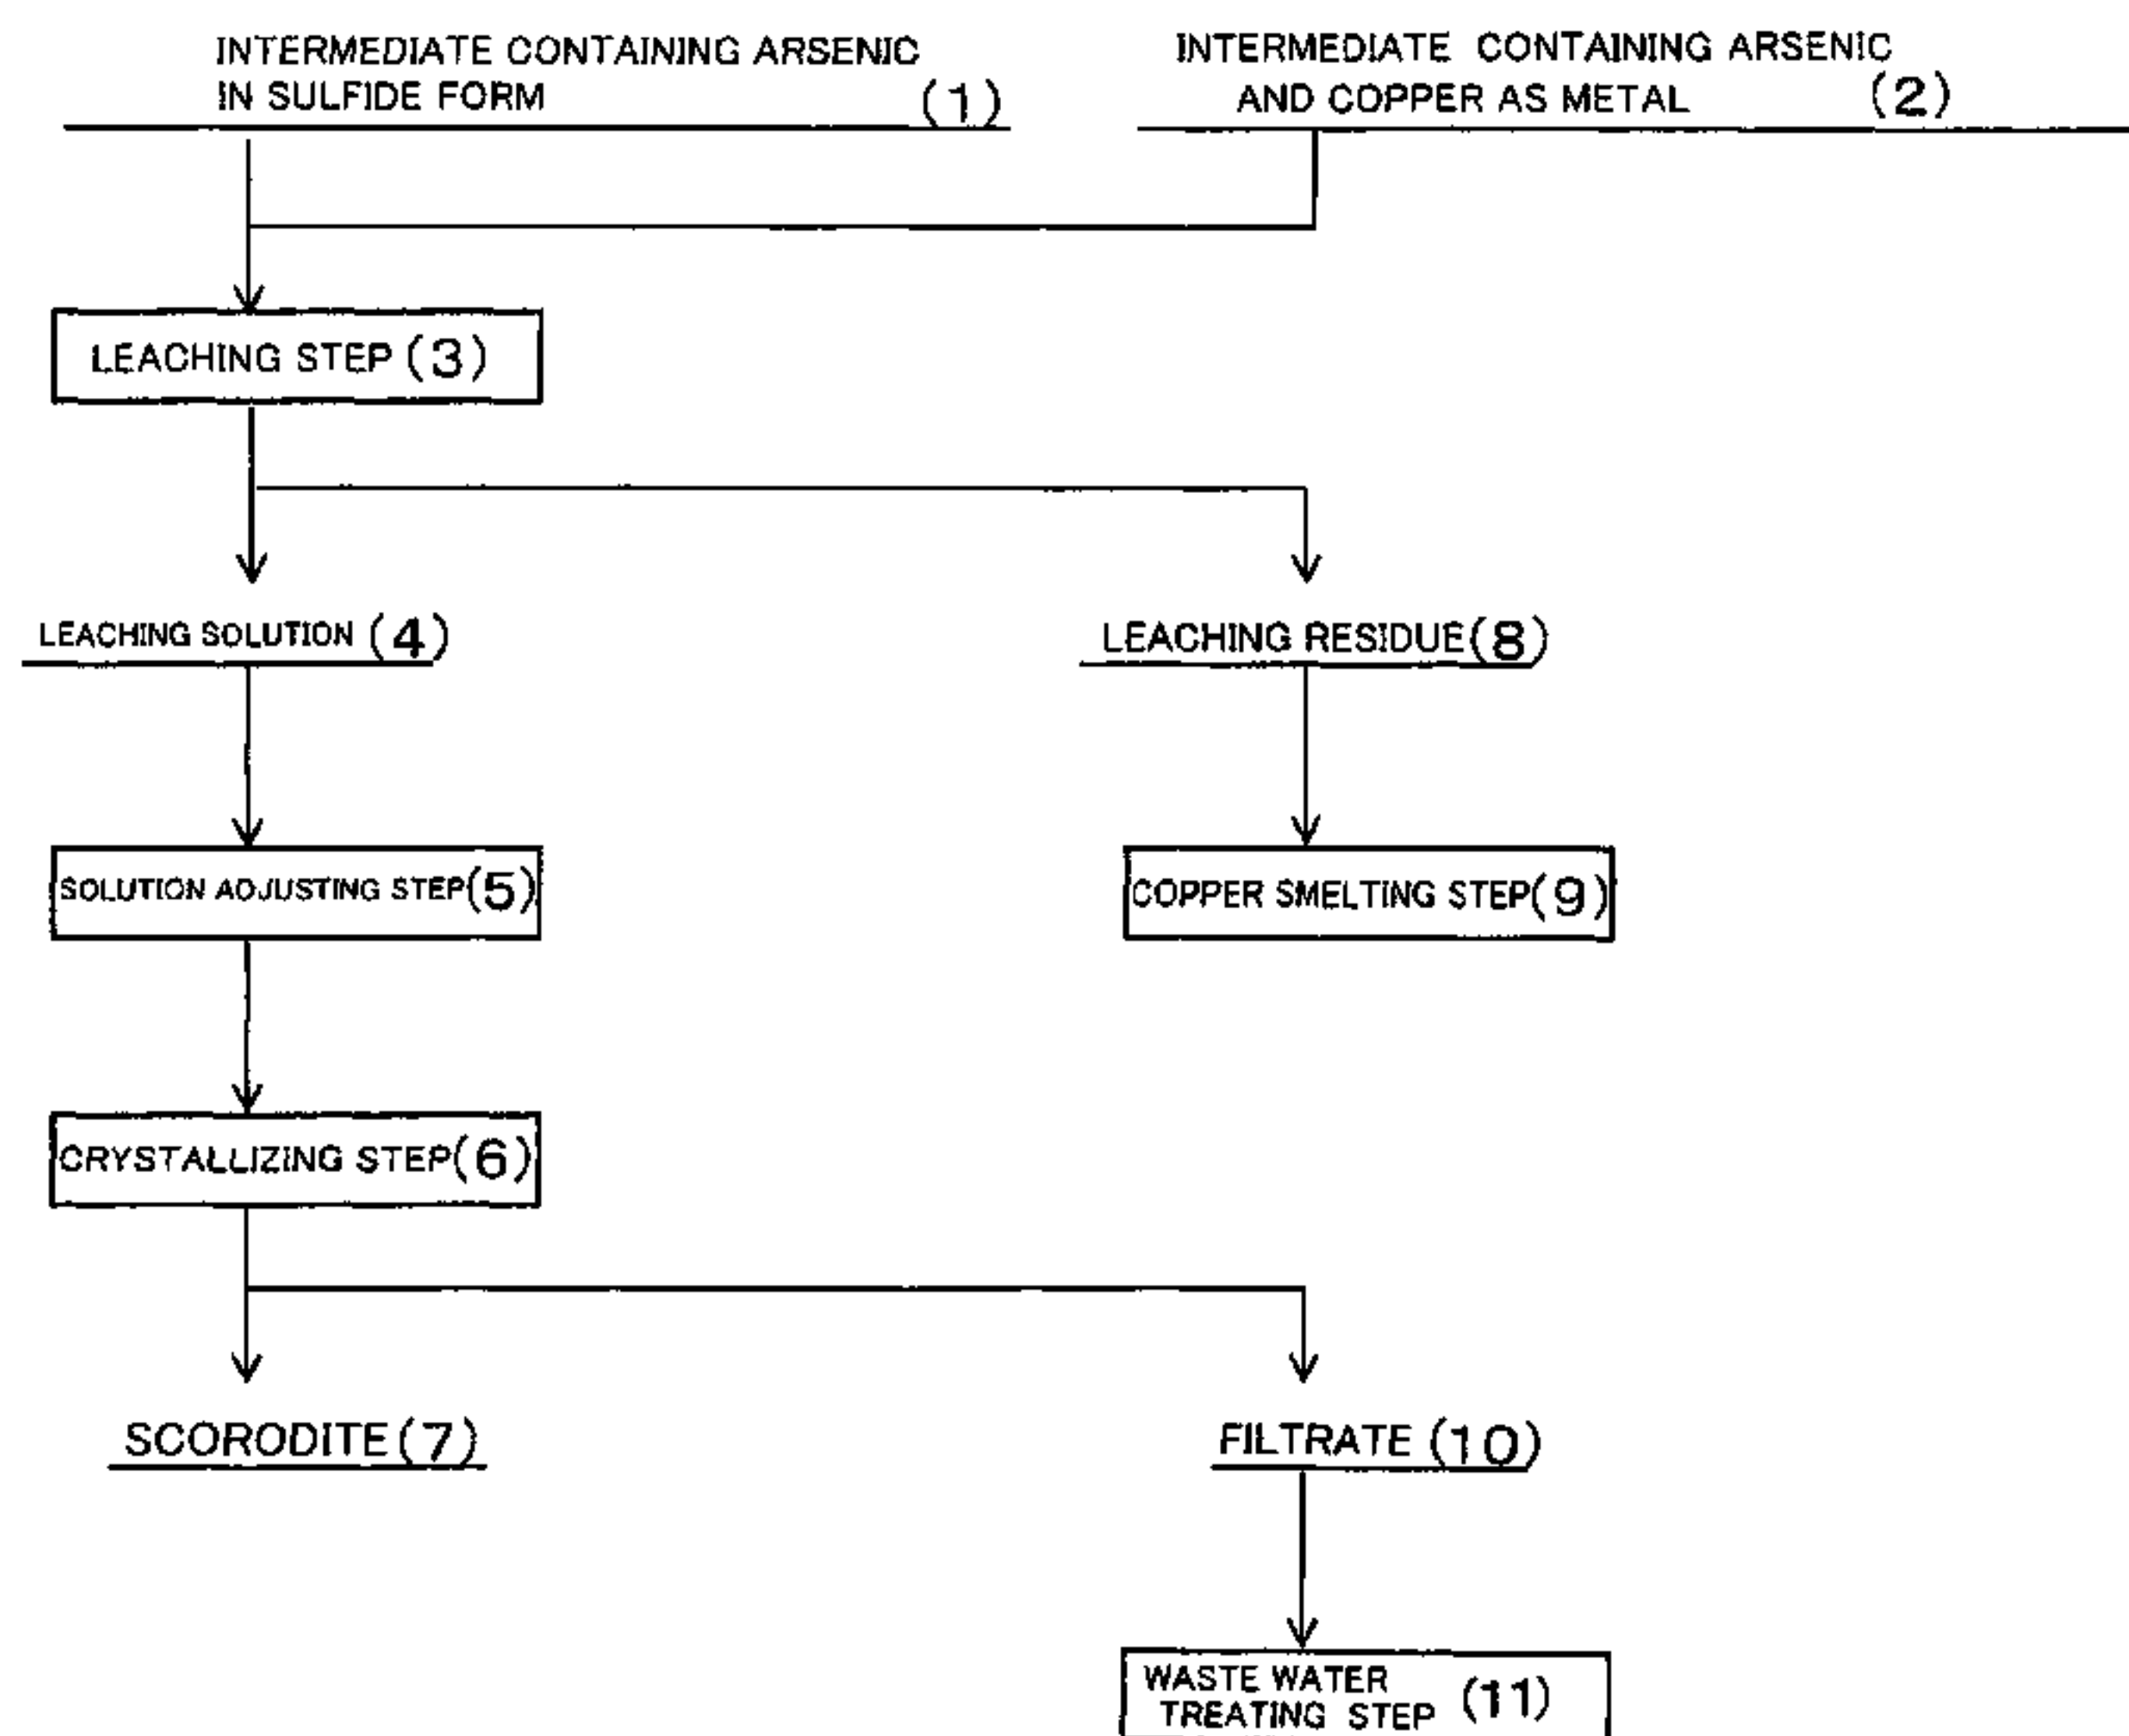 INTERMEDIATE CONTAINING ARSENIC
IN SULFIDE FORM (1)
INTERMEDIATE CONTAINING ARSENIC
AND COPPER AS METAL (2)
LEACHING STEP (3)
LEACHING SOLUTION (4)
LEACHING RESIDUE (8)
SOLUTION ADJUSTING STEP (5)
COPPER SMELTING STEP (9)
CRYSTALLIZING STEP (6)
SCORODITE (7)
FILTRATE (10)
WASTE WATER
TREATING STEP (11)